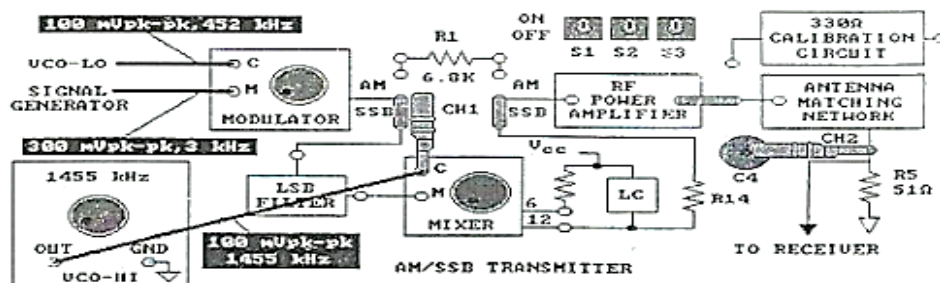 100 mVpk-pk, 452 kHz
VCO-LO
C
SIGNAL GENERATOR
M
MODULATOR
300 mVpk-pk, 3 kHz
AM
SSB
R1
6.8K
CH1
ON
OFF
S1 S2 S3
AM
SSB
RF
POWER
AMPLIFIER
330Ω
CALIBRATION
CIRCUIT
ANTENNA
MATCHING
NETWORK
CH2
C4
R5
51Ω
TO RECEIVER
1455 kHz
OUT
GND
VCO-HI
LSB
FILTER
100 mVpk-pk
1455 kHz
C
M
MIXER
Vcc
6
12
LC
R14
AM/SSB TRANSMITTER